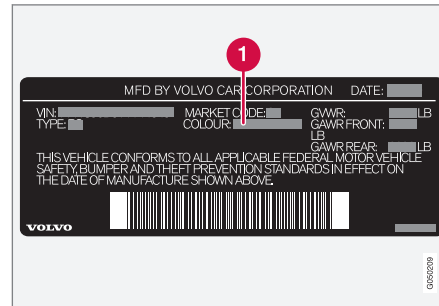 1
MFD BY VOLVO CAR CORPORATION DATE:
VIN: MARKET CODE: GVWR: LB
TYPE: COLOUR: GAWR FRONT:
LB
GAWR REAR: LB
THIS VEHICLE CONFORMS TO ALL APPLICABLE FEDERAL MOTOR VEHICLE
SAFETY, BUMPER AND THEFT PREVENTION STANDARDS IN EFFECT ON
THE DATE OF MANUFACTURE SHOWN ABOVE.
VOLVO
G050209